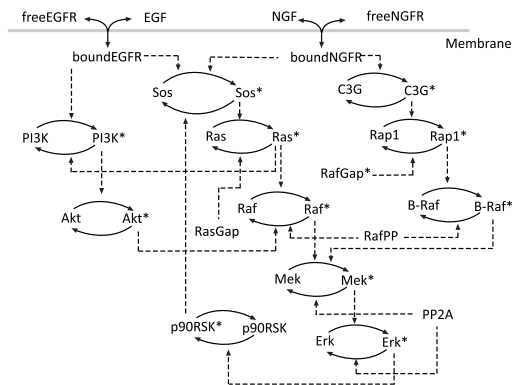 freeEGFR EGF NGF freeNGFR
Membrane
boundEGFR boundNGFR
Sos Sos* C3G C3G*
PI3K PI3K* Ras Ras* Rap1 Rap1*
RafGap*
Akt Akt* Raf Raf* B-Raf B-Raf*
RasGap RafPP
Mek Mek*
p90RSK* p90RSK PP2A
Erk Erk*